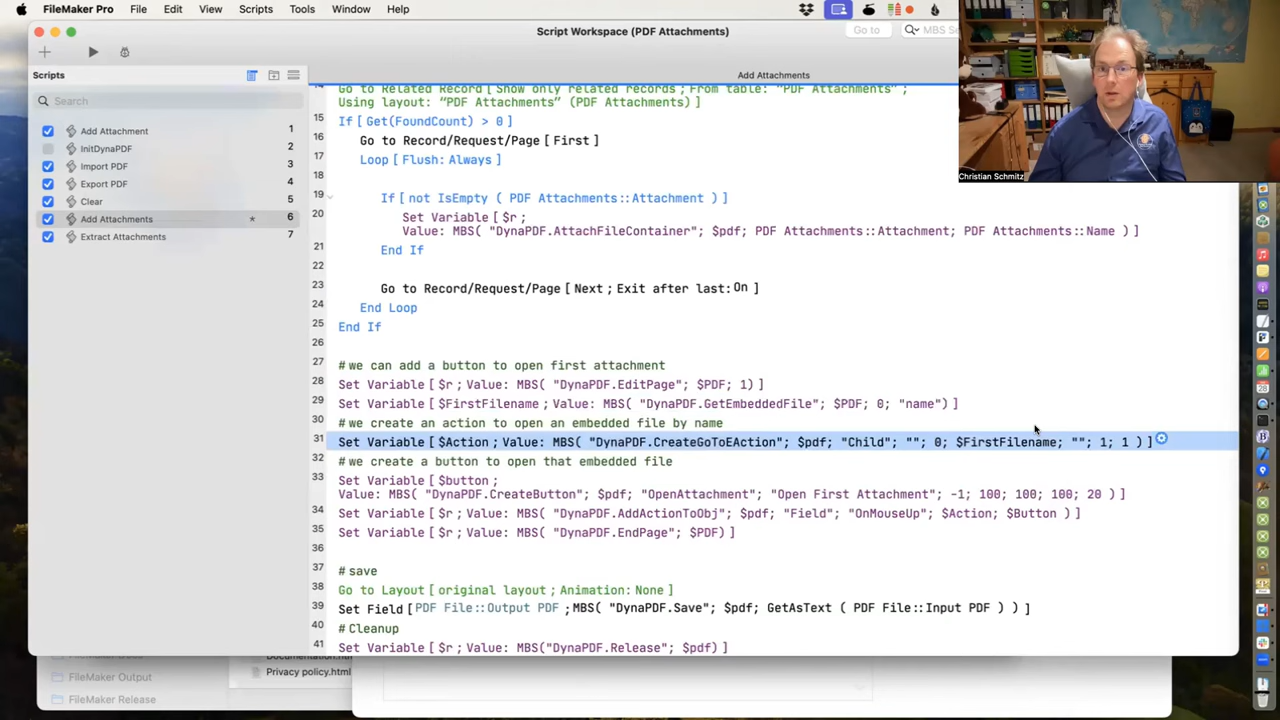 FileMaker Pro File Edit View Scripts Tools Window Help
Script Workspace (PDF Attachments)
Go to
MBS
Scripts
Add Attachments
Search
Add Attachment 1
InitDynaPDF 2
Import PDF 3
Export PDF 4
Clear 5
Add Attachments * 6
Extract Attachments 7
Go to Related Record [ Show only related records ; From table: “PDF Attachments” ;
Using layout: “PDF Attachments” (PDF Attachments) ]
15 If [ Get(FoundCount) > 0 ]
16 Go to Record/Request/Page [ First ]
17 Loop [ Flush: Always ]
18
19 If [ not IsEmpty ( PDF Attachments::Attachment ) ]
20 Set Variable [ $r ;
Value: MBS( "DynaPDF.AttachFileContainer"; $pdf; PDF Attachments::Attachment; PDF Attachments::Name ) ]
21 End If
22
23 Go to Record/Request/Page [ Next ; Exit after last: On ]
24 End Loop
25 End If
26
27 # we can add a button to open first attachment
28 Set Variable [ $r ; Value: MBS( "DynaPDF.EditPage"; $PDF; 1) ]
29 Set Variable [ $FirstFilename ; Value: MBS( "DynaPDF.GetEmbeddedFile"; $PDF; 0; "name") ]
30 # we create an action to open an embedded file by name
31 Set Variable [ $Action ; Value: MBS( "DynaPDF.CreateGoToEAction"; $pdf; "Child"; ""; 0; $FirstFilename; ""; 1; 1 ) ]
32 # we create a button to open that embedded file
33 Set Variable [ $button ;
Value: MBS( "DynaPDF.CreateButton"; $pdf; "OpenAttachment"; "Open First Attachment"; -1; 100; 100; 100; 20 ) ]
34 Set Variable [ $r ; Value: MBS( "DynaPDF.AddActionToObj"; $pdf; "Field"; "OnMouseUp"; $Action; $Button ) ]
35 Set Variable [ $r ; Value: MBS( "DynaPDF.EndPage"; $PDF) ]
36
37 # save
38 Go to Layout [ original layout ; Animation: None ]
39 Set Field [ PDF File::Output PDF ; MBS( "DynaPDF.Save"; $pdf; GetAsText ( PDF File::Input PDF ) ) ]
40 # Cleanup
41 Set Variable [ $r ; Value: MBS("DynaPDF.Release"; $pdf) ]
Christian Schmitz
FileMaker Output
FileMaker Release
Privacy policy.html